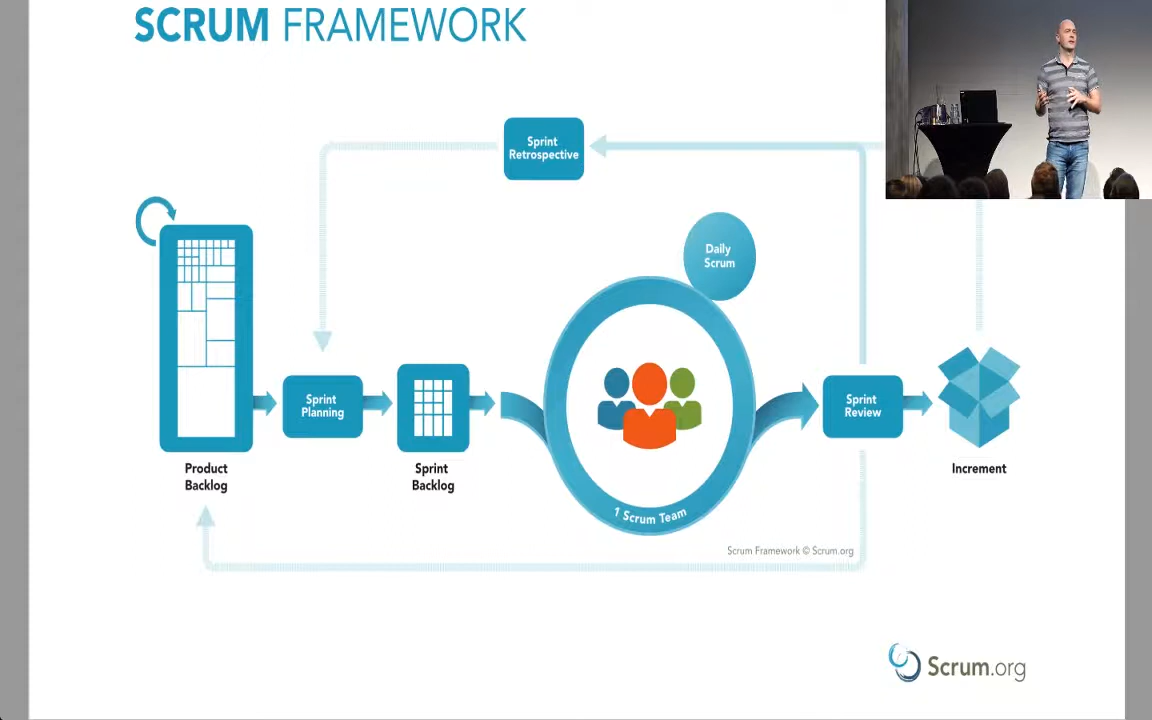 SCRUM FRAMEWORK
Sprint
Retrospective
Daily
Scrum
Sprint
Planning
Sprint
Review
Product
Backlog
Sprint
Backlog
Increment
1 Scrum Team
Scrum Framework © Scrum.org
Scrum.org